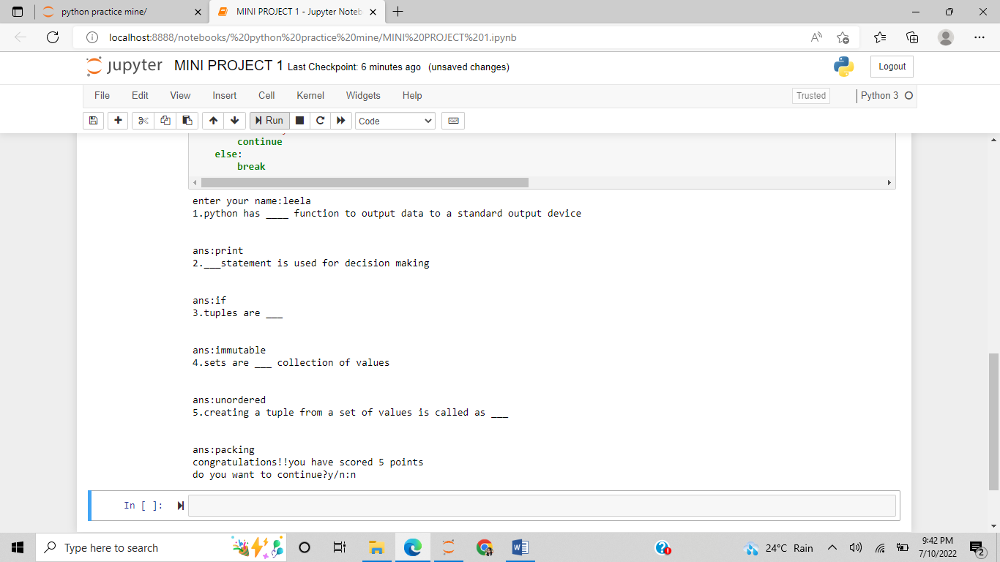 python practice mine/
MINI PROJECT 1 - Jupyter Noteb
localhost:8888/notebooks/%20python%20practice%20mine/MINI%20PROJECT%201.ipynb
jupyter MINI PROJECT 1 Last Checkpoint: 6 minutes ago (unsaved changes)
Logout
File Edit View Insert Cell Kernel Widgets Help
Trusted
Python 3
Run
Code
continue
else:
break
enter your name:leela
1.python has ____ function to output data to a standard output device
ans:print
2.___statement is used for decision making
ans:if
3.tuples are ___
ans:immutable
4.sets are ___ collection of values
ans:unordered
5.creating a tuple from a set of values is called as ___
ans:packing
congratulations!!you have scored 5 points
do you want to continue?y/n:n
In [ ]:
Type here to search
24°C Rain
9:42 PM
7/10/2022
2